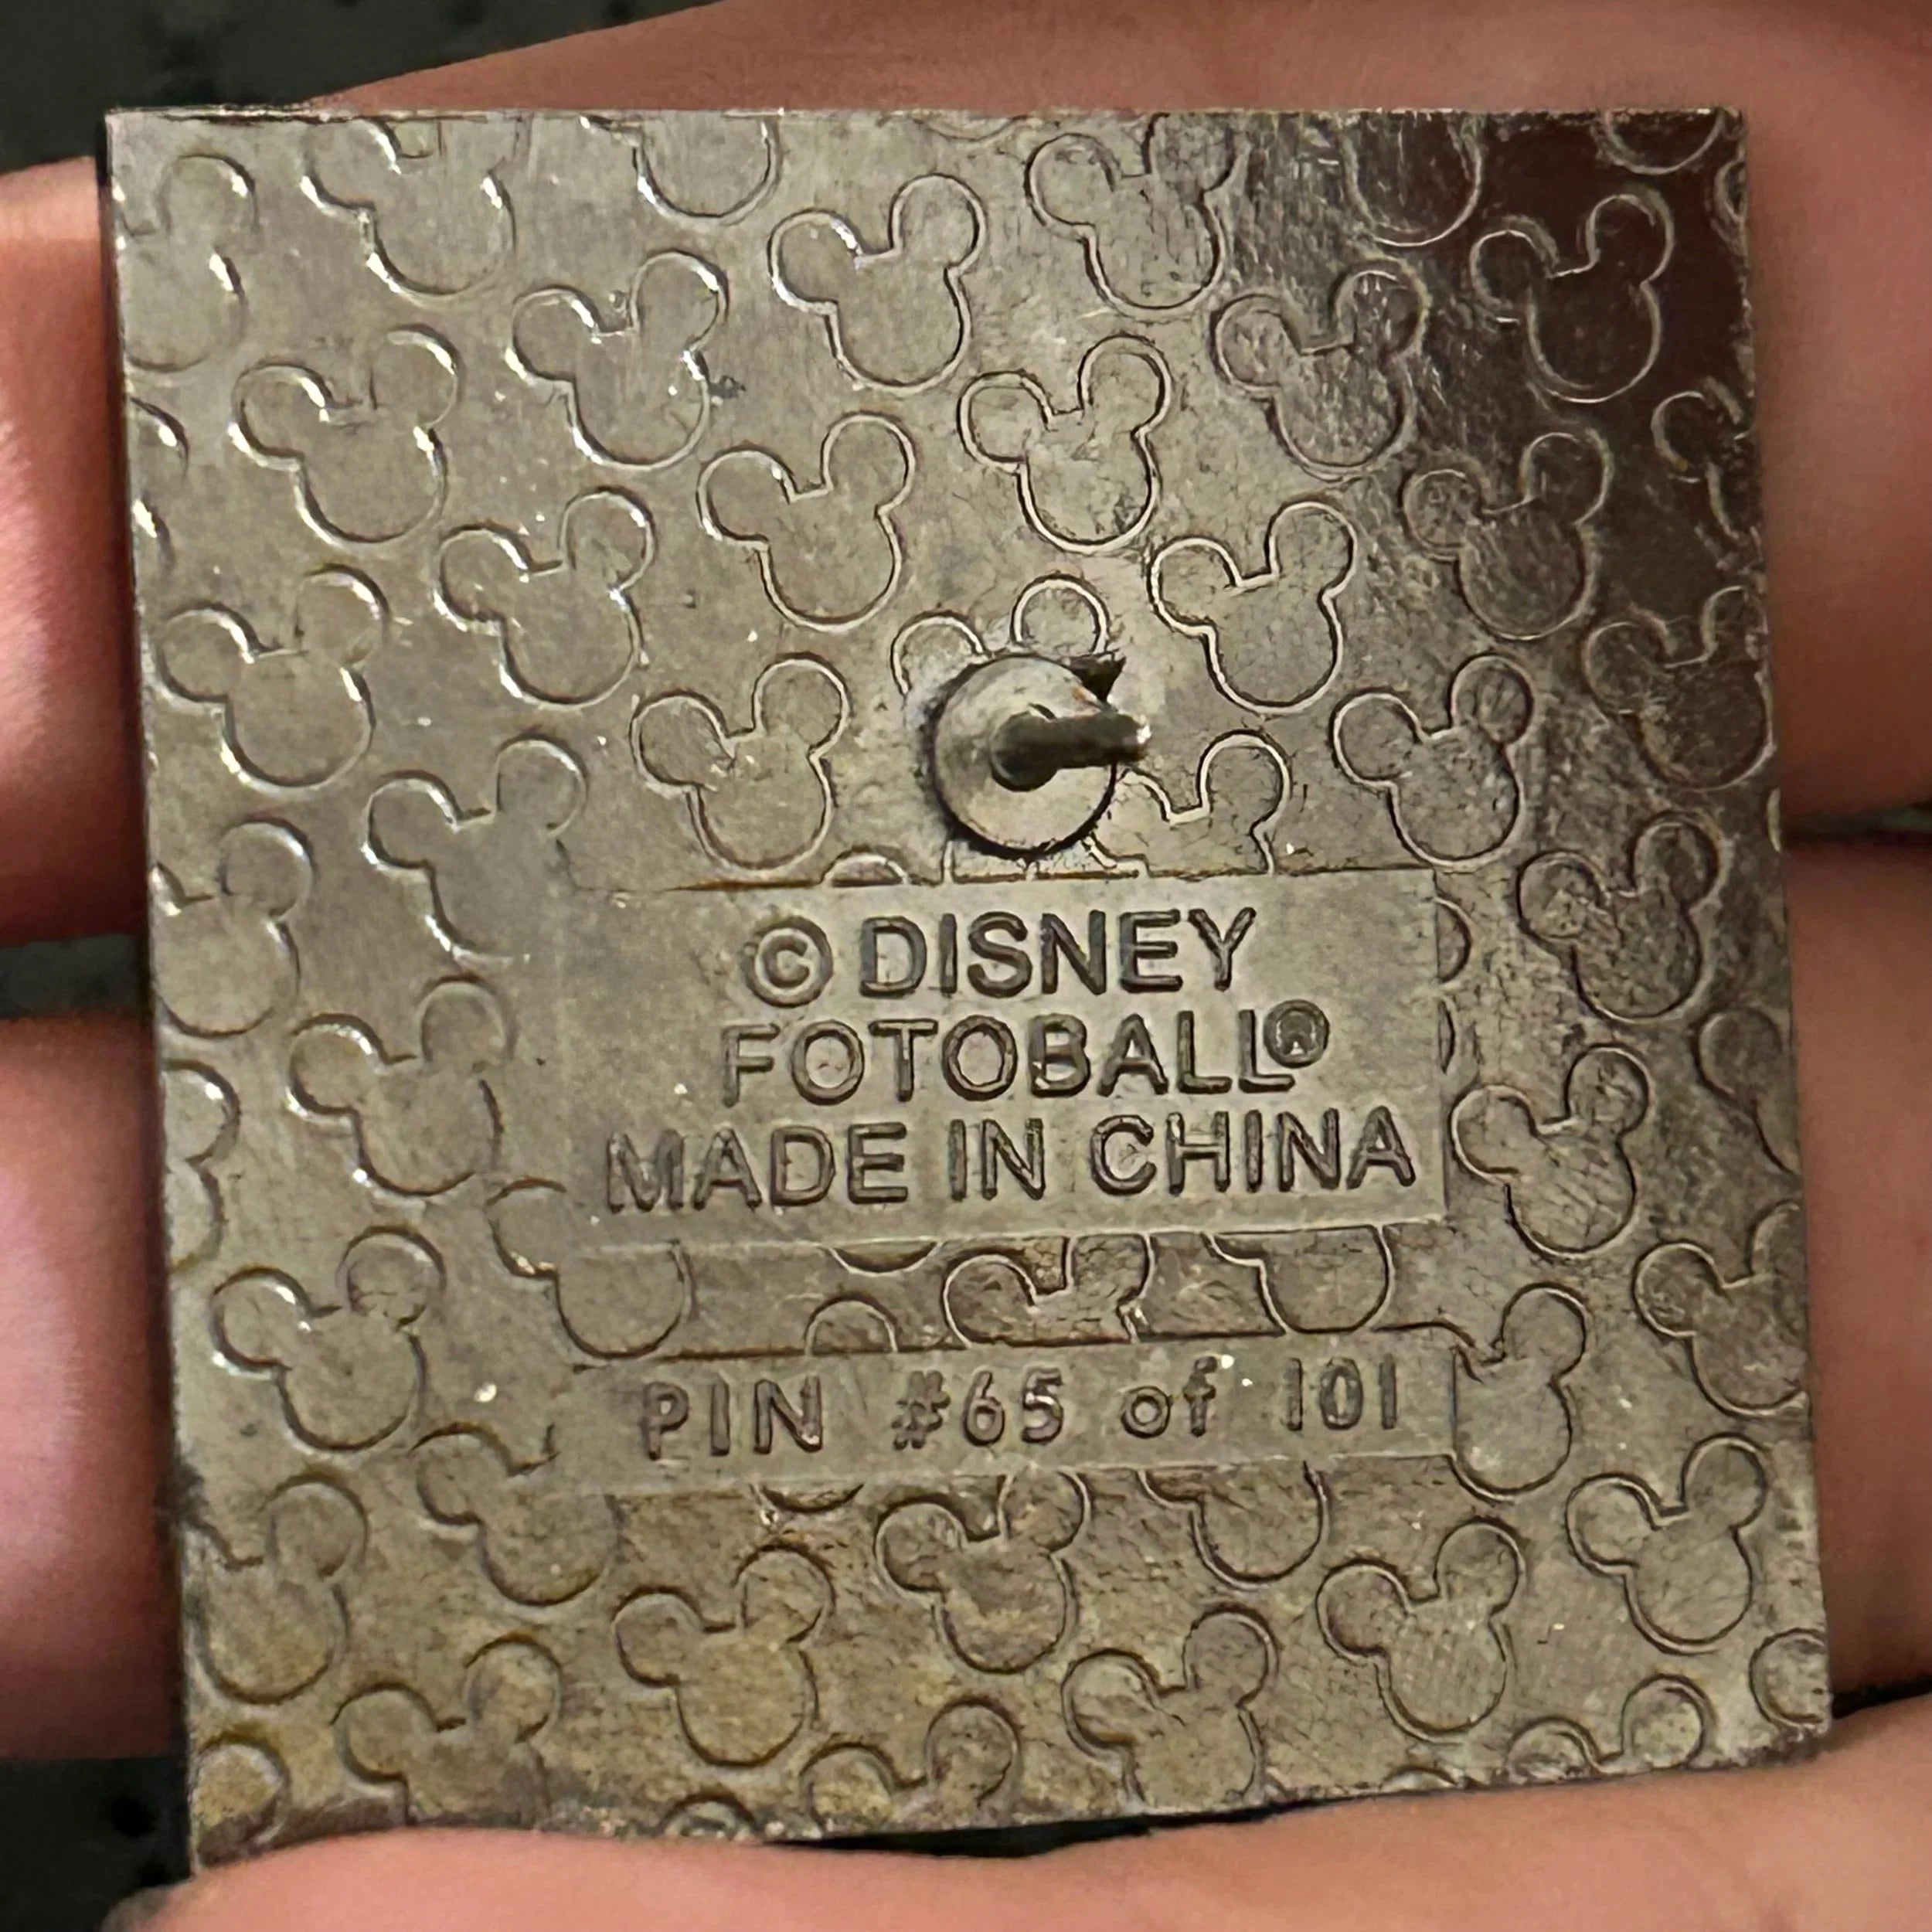 © DISNEY
FOTOBALL®
MADE IN CHINA
PIN #65 of 101